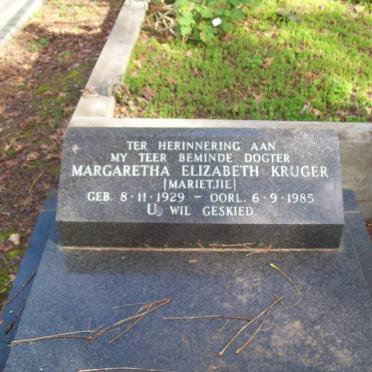 TER HERINNERING AAN
MY TEER BEMINDE DOGTER
MARGARETHA ELIZABETH KRUGER
[MARIETJIE]
GEB. 8·11·1929 – OORL. 6·9·1985
U WIL GESKIED.